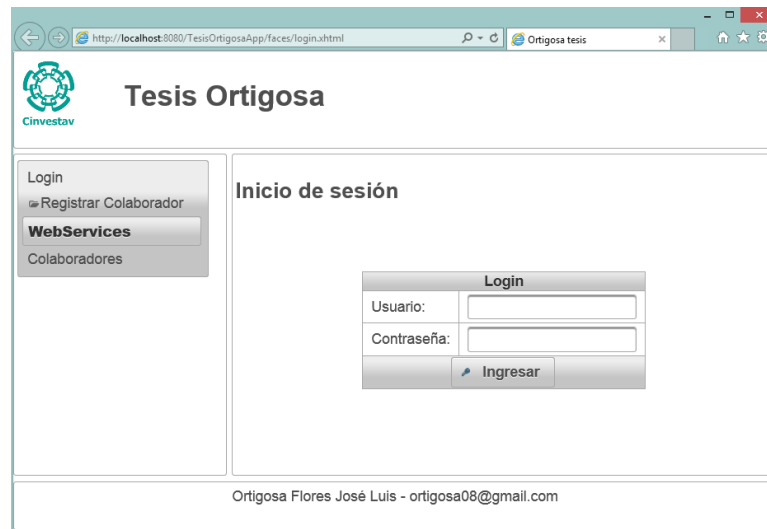 http://localhost:8080/TesisOrtigosaApp/faces/login.xhtml
Ortigosa tesis
Cinvestav
Tesis Ortigosa
Login
Registrar Colaborador
WebServices
Colaboradores
Inicio de sesión
Login
Usuario:
Contraseña:
Ingresar
Ortigosa Flores José Luis - ortigosa08@gmail.com